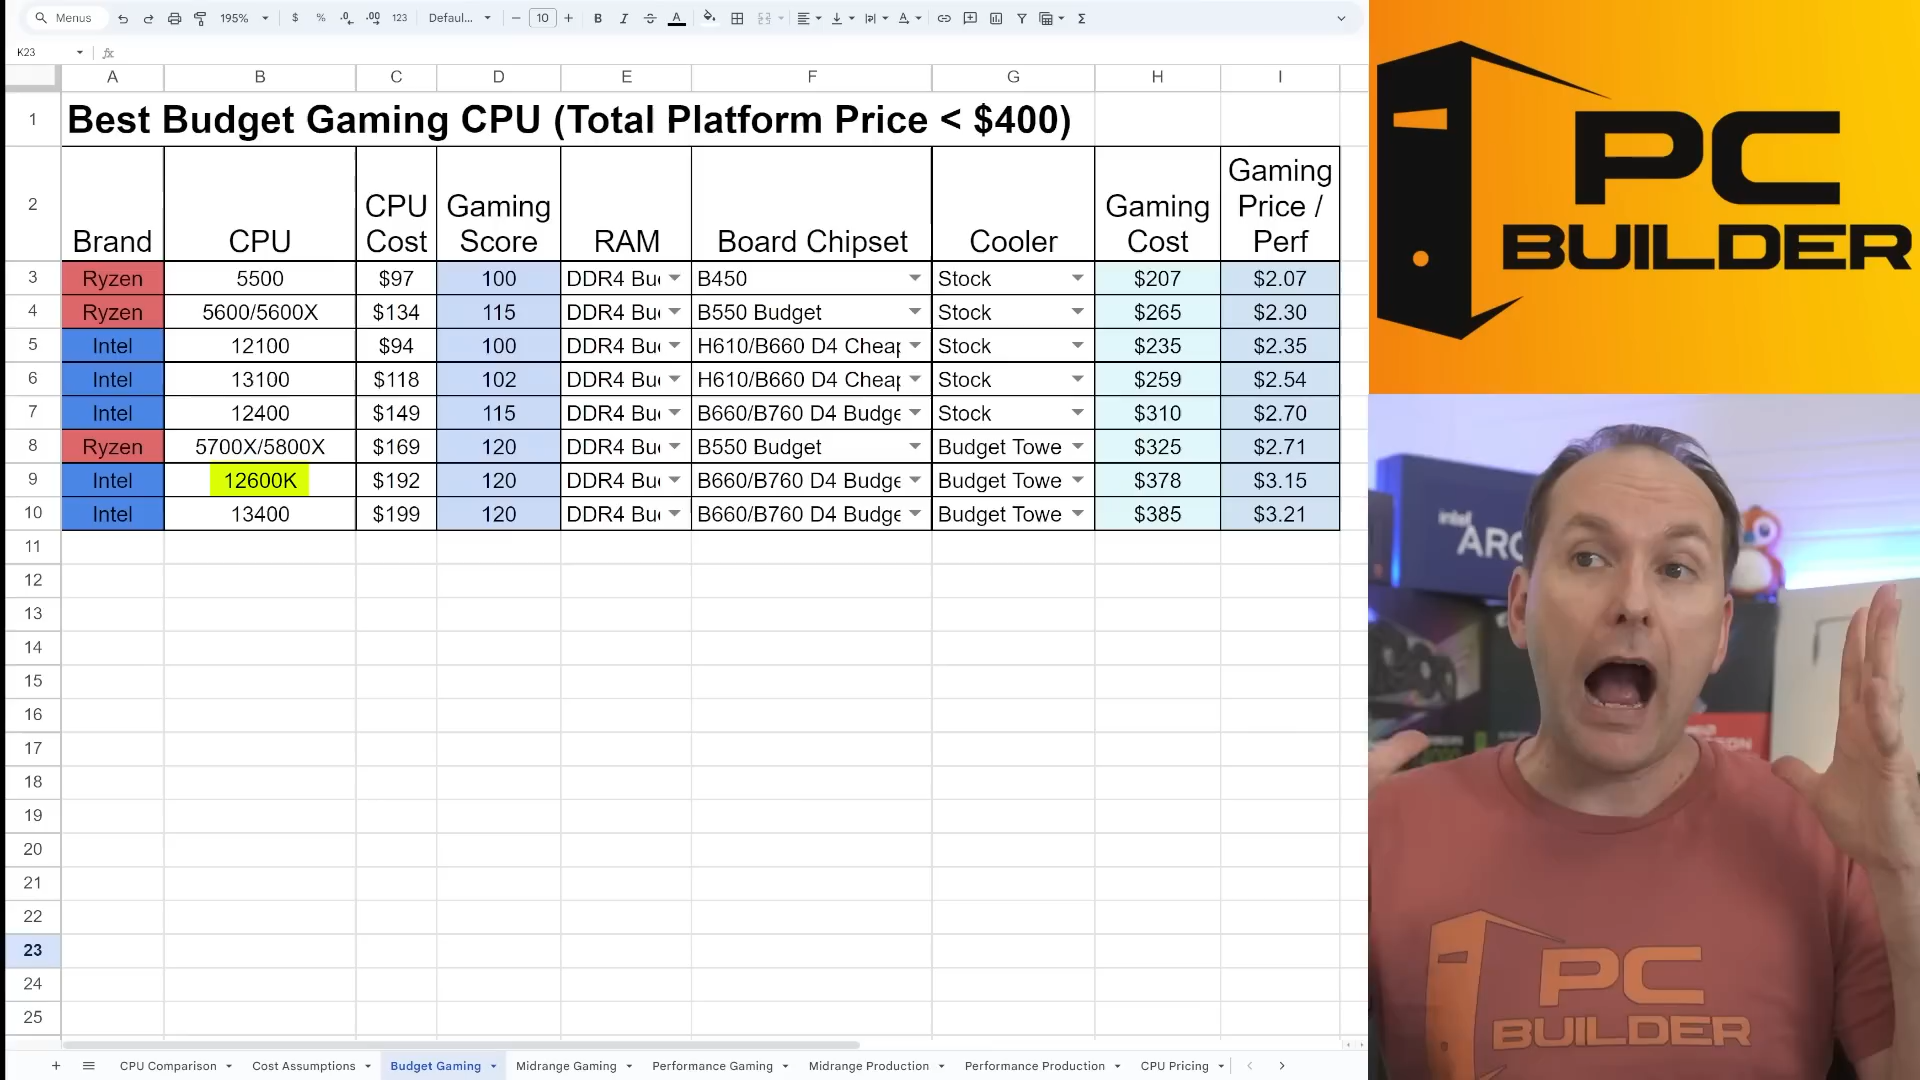 Menus 195% $ % .0 .00 123 Defaul... 10 B I A Σ
K23 fx
A B C D E F G H I
1 Best Budget Gaming CPU (Total Platform Price < $400)
2 Brand CPU CPU Cost Gaming Score RAM Board Chipset Cooler Gaming Cost Gaming Price / Perf
3 Ryzen 5500 $97 100 DDR4 Bu B450 Stock $207 $2.07
4 Ryzen 5600/5600X $134 115 DDR4 Bu B550 Budget Stock $265 $2.30
5 Intel 12100 $94 100 DDR4 Bu H610/B660 D4 Cheap Stock $235 $2.35
6 Intel 13100 $118 102 DDR4 Bu H610/B660 D4 Cheap Stock $259 $2.54
7 Intel 12400 $149 115 DDR4 Bu B660/B760 D4 Budge Stock $310 $2.70
8 Ryzen 5700X/5800X $169 120 DDR4 Bu B550 Budget Budget Towe $325 $2.71
9 Intel 12600K $192 120 DDR4 Bu B660/B760 D4 Budge Budget Towe $378 $3.15
10 Intel 13400 $199 120 DDR4 Bu B660/B760 D4 Budge Budget Towe $385 $3.21
11
12
13
14
15
16
17
18
19
20
21
22
23
24
25
+ CPU Comparison Cost Assumptions Budget Gaming Midrange Gaming Performance Gaming Midrange Production Performance Production CPU Pricing
PC
BUILDER
intel
ARC
PC
BUILDER